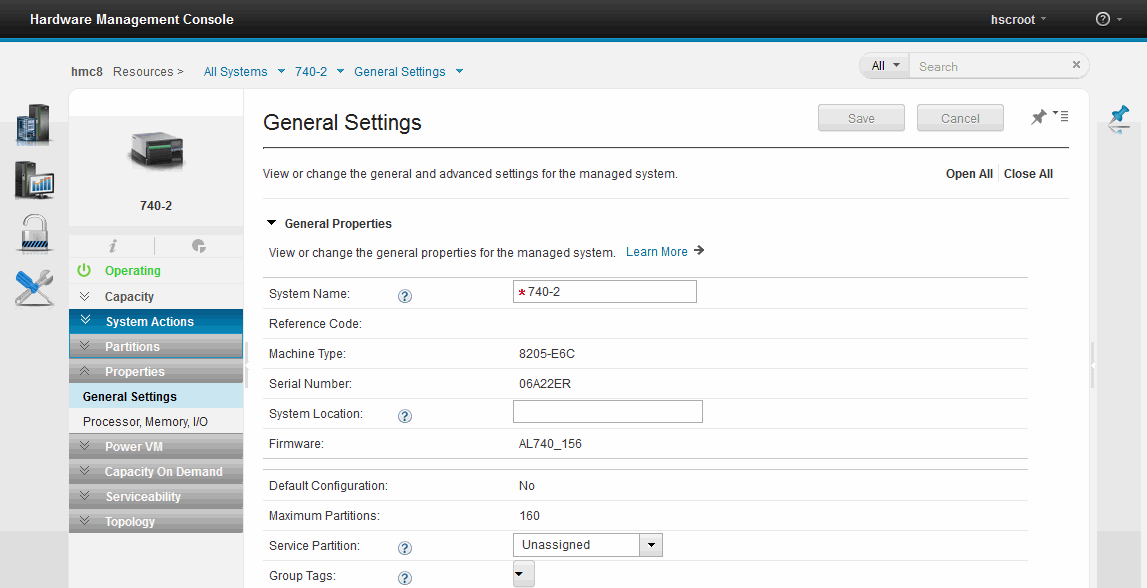 Hardware Management Console
hscroot
hmc8 Resources > All Systems 740-2 General Settings
All Search
740-2
Operating
Capacity
System Actions
Partitions
Properties
General Settings
Processor, Memory, I/O
Power VM
Capacity On Demand
Serviceability
Topology
General Settings
Save Cancel
View or change the general and advanced settings for the managed system.
Open All Close All
General Properties
View or change the general properties for the managed system. Learn More
System Name: * 740-2
Reference Code:
Machine Type: 8205-E6C
Serial Number: 06A22ER
System Location:
Firmware: AL740_156
Default Configuration: No
Maximum Partitions: 160
Service Partition: Unassigned
Group Tags: